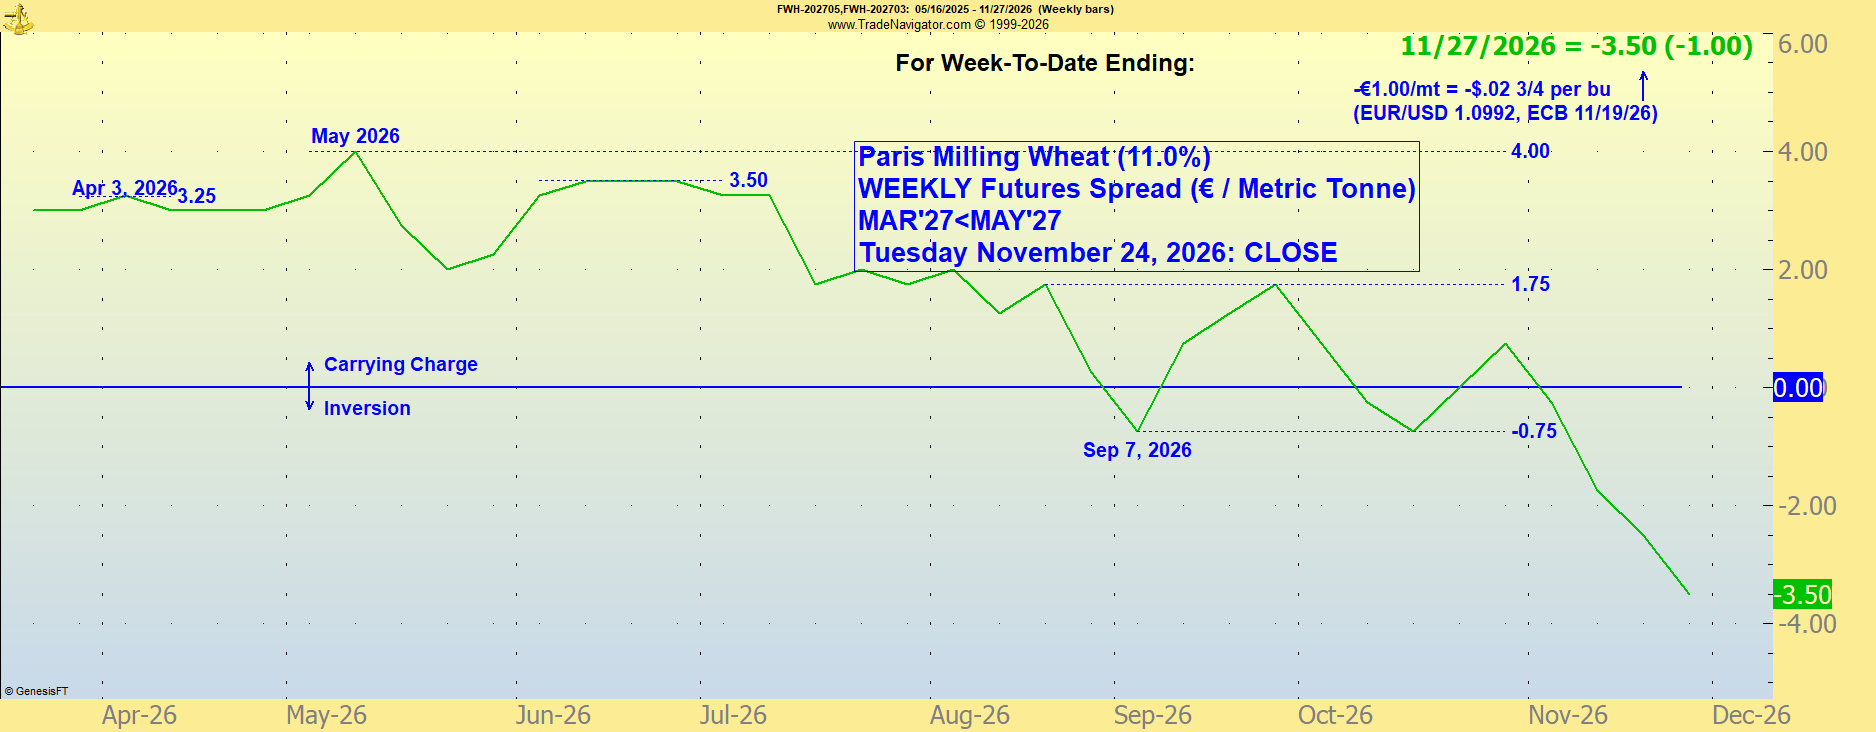 FWH-202705,FWH-202703: 05/16/2025 - 11/27/2026 (Weekly bars)
www.TradeNavigator.com © 1999-2026
For Week-To-Date Ending:
11/27/2026 = -3.50 (-1.00)
-€1.00/mt = -$.02 3/4 per bu
(EUR/USD 1.0992, ECB 11/19/26)
May 2026
Apr 3, 2026
3.25
3.50
Paris Milling Wheat (11.0%)
WEEKLY Futures Spread (€ / Metric Tonne)
MAR'27<MAY'27
Tuesday November 24, 2026: CLOSE
4.00
1.75
Carrying Charge
Inversion
-0.75
Sep 7, 2026
6.00
4.00
2.00
0.00
-2.00
-3.50
-4.00
© GenesisFT
Apr-26
May-26
Jun-26
Jul-26
Aug-26
Sep-26
Oct-26
Nov-26
Dec-26